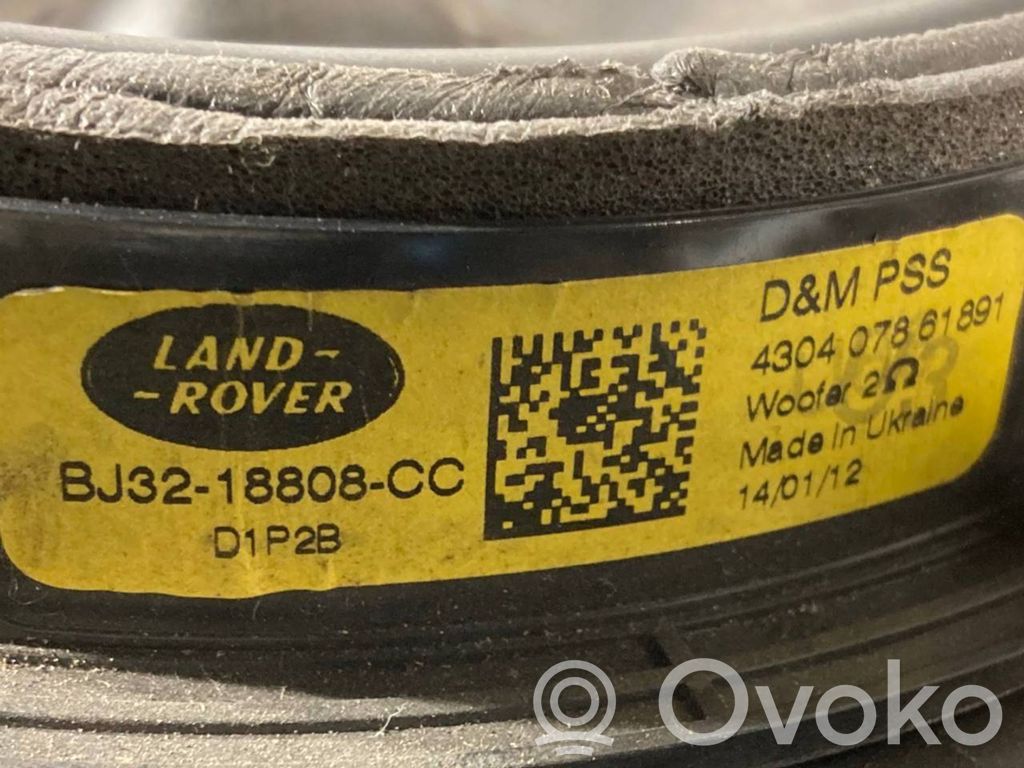 LAND-
-ROVER
BJ32-18808-CC
D1P2B
D&M PSS
4304 078 61891
Woofer 2Ω
Made In Ukraine
14/01/12
Ovoko